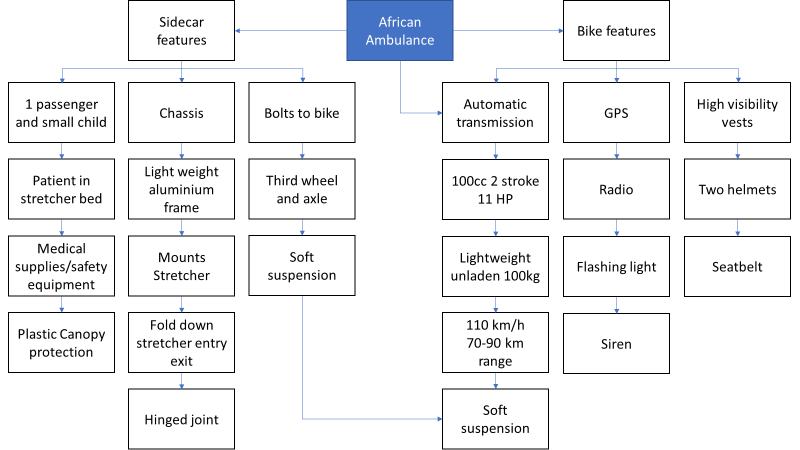 Sidecar
features
African
Ambulance
Bike features
1 passenger
and small child
Chassis
Bolts to bike
Automatic
transmission
GPS
High visibility
vests
Patient in
stretcher bed
Light weight
aluminium
frame
Third wheel
and axle
100cc 2 stroke
11 HP
Radio
Two helmets
Medical
supplies/safety
equipment
Mounts
Stretcher
Soft
suspension
Lightweight
unladen 100kg
Flashing light
Seatbelt
Plastic Canopy
protection
Fold down
stretcher entry
exit
110 km/h
70-90 km
range
Siren
Hinged joint
Soft
suspension